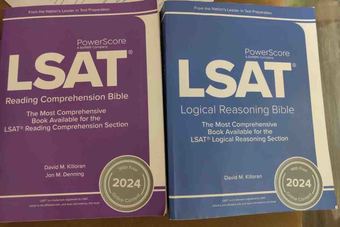 From the Nation's Leader in Test Preparation
PowerScore
LSAT®
Reading Comprehension Bible
The Most Comprehensive
Book Available for the
LSAT® Reading Comprehension Section
David M. Killoran
Jon M. Denning
2024
From the Nation's Leader in Test Preparation
PowerScore
LSAT®
Logical Reasoning Bible
The Most Comprehensive
Book Available for the
LSAT® Logical Reasoning Section
David M. Killoran
2024